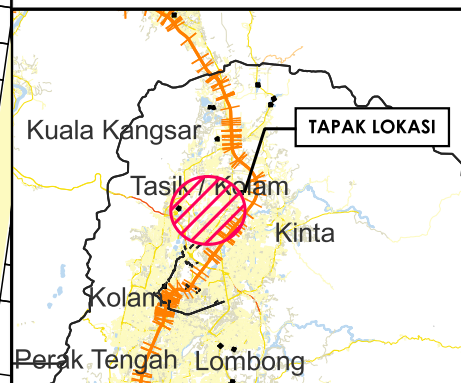 Kuala Kangsar
TAPAK LOKASI
Tasik / Kolam
Kinta
Kolam
Perak Tengah
Lombong